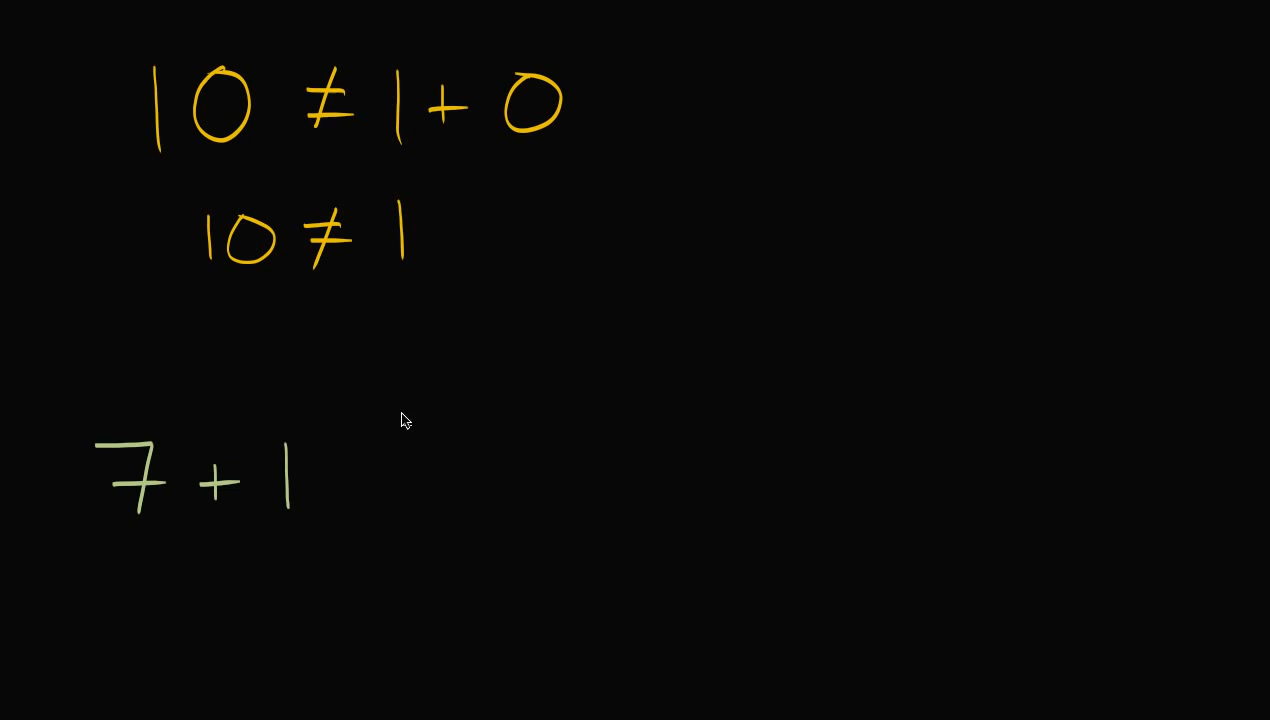 10 ≠ 1 + 0
10 ≠ 1
7 + 1